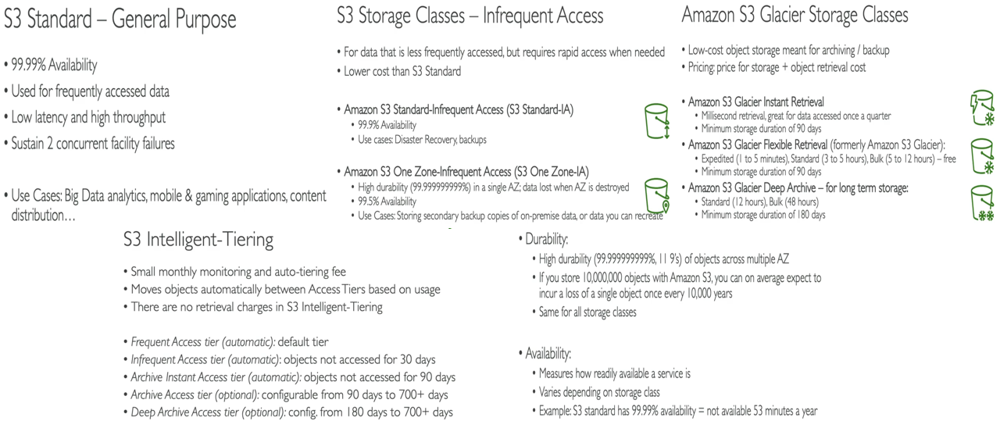 S3 Standard – General Purpose
• 99.99% Availability
• Used for frequently accessed data
• Low latency and high throughput
• Sustain 2 concurrent facility failures
• Use Cases: Big Data analytics, mobile & gaming applications, content
distribution…
S3 Storage Classes – Infrequent Access
• For data that is less frequently accessed, but requires rapid access when needed
• Lower cost than S3 Standard
• Amazon S3 Standard-Infrequent Access (S3 Standard-IA)
• 99.9% Availability
• Use cases: Disaster Recovery, backups
• Amazon S3 One Zone-Infrequent Access (S3 One Zone-IA)
• High durability (99.999999999%) in a single AZ; data lost when AZ is destroyed
• 99.5% Availability
• Use Cases: Storing secondary backup copies of on-premise data, or data you can recreate
Amazon S3 Glacier Storage Classes
• Low-cost object storage meant for archiving / backup
• Pricing: price for storage + object retrieval cost
• Amazon S3 Glacier Instant Retrieval
• Millisecond retrieval, great for data accessed once a quarter
• Minimum storage duration of 90 days
• Amazon S3 Glacier Flexible Retrieval (formerly Amazon S3 Glacier):
• Expedited (1 to 5 minutes), Standard (3 to 5 hours), Bulk (5 to 12 hours) – free
• Minimum storage duration of 90 days
• Amazon S3 Glacier Deep Archive – for long term storage:
• Standard (12 hours), Bulk (48 hours)
• Minimum storage duration of 180 days
S3 Intelligent-Tiering
• Small monthly monitoring and auto-tiering fee
• Moves objects automatically between Access Tiers based on usage
• There are no retrieval charges in S3 Intelligent-Tiering
• Frequent Access tier (automatic): default tier
• Infrequent Access tier (automatic): objects not accessed for 30 days
• Archive Instant Access tier (automatic): objects not accessed for 90 days
• Archive Access tier (optional): configurable from 90 days to 700+ days
• Deep Archive Access tier (optional): config. from 180 days to 700+ days
• Durability:
• High durability (99.999999999%, 11 9's) of objects across multiple AZ
• If you store 10,000,000 objects with Amazon S3, you can on average expect to
incur a loss of a single object once every 10,000 years
• Same for all storage classes
• Availability:
• Measures how readily available a service is
• Varies depending on storage class
• Example: S3 standard has 99.99% availability = not available 53 minutes a year